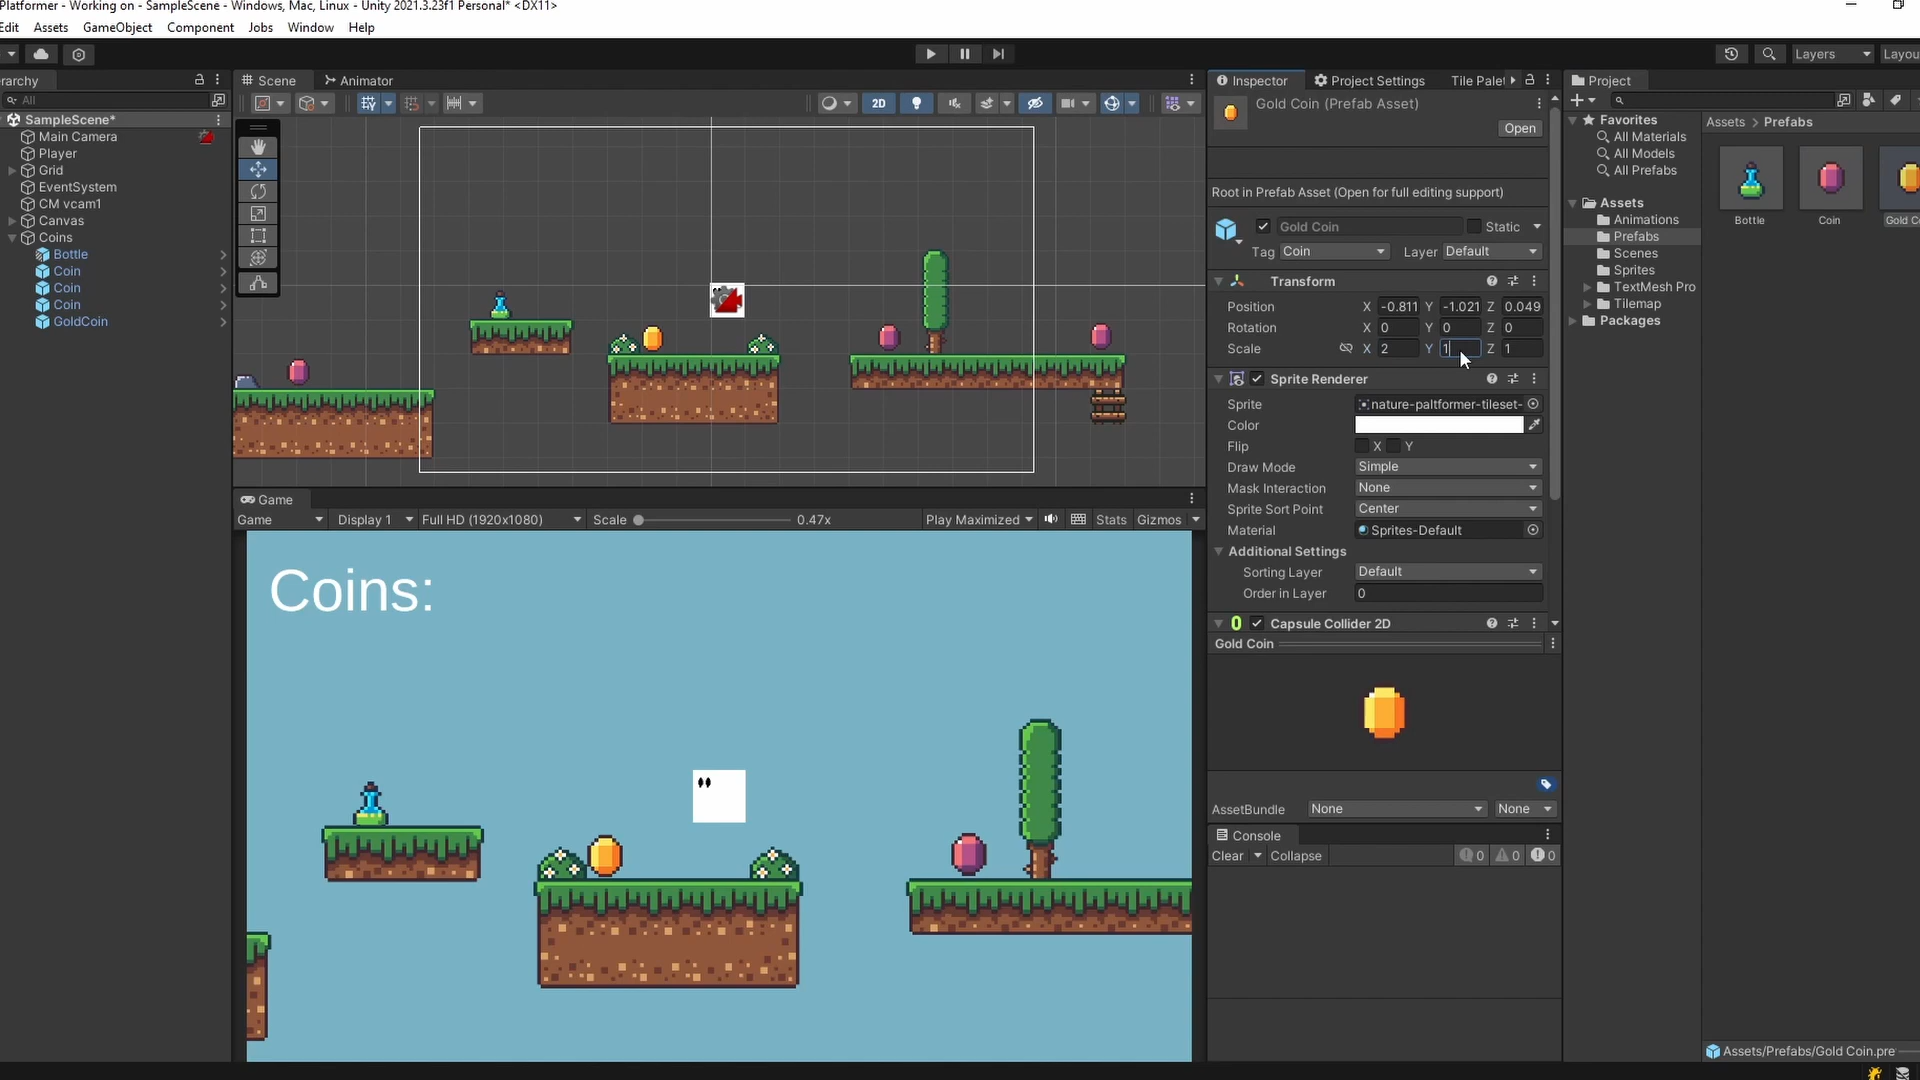 Platformer - Working on - SampleScene - Windows, Mac, Linux - Unity 2021.3.23f1 Personal* <DX11>
Edit Assets GameObject Component Jobs Window Help
Layers Layou
erarchy
All
SampleScene*
Main Camera
Player
Grid
EventSystem
CM vcam1
Canvas
Coins
Bottle
Coin
Coin
Coin
GoldCoin
Scene Animator
2D
Game
Game Display 1 Full HD (1920x1080) Scale 0.47x Play Maximized Stats Gizmos
Coins:
Inspector Project Settings Tile Palet
Gold Coin (Prefab Asset)
Open
Root in Prefab Asset (Open for full editing support)
Gold Coin Static
Tag Coin Layer Default
Transform
Position X -0.811 Y -1.021 Z 0.049
Rotation X 0 Y 0 Z 0
Scale X 2 Y 1 Z 1
Sprite Renderer
Sprite nature-paltformer-tileset-
Color
Flip X Y
Draw Mode Simple
Mask Interaction None
Sprite Sort Point Center
Material Sprites-Default
Additional Settings
Sorting Layer Default
Order in Layer 0
Capsule Collider 2D
Gold Coin
AssetBundle None None
Console
Clear Collapse 0 0 0
Project
Favorites
All Materials
All Models
All Prefabs
Assets
Animations
Prefabs
Scenes
Sprites
TextMesh Pro
Tilemap
Packages
Assets > Prefabs
Bottle Coin Gold Co
Assets/Prefabs/Gold Coin.pre